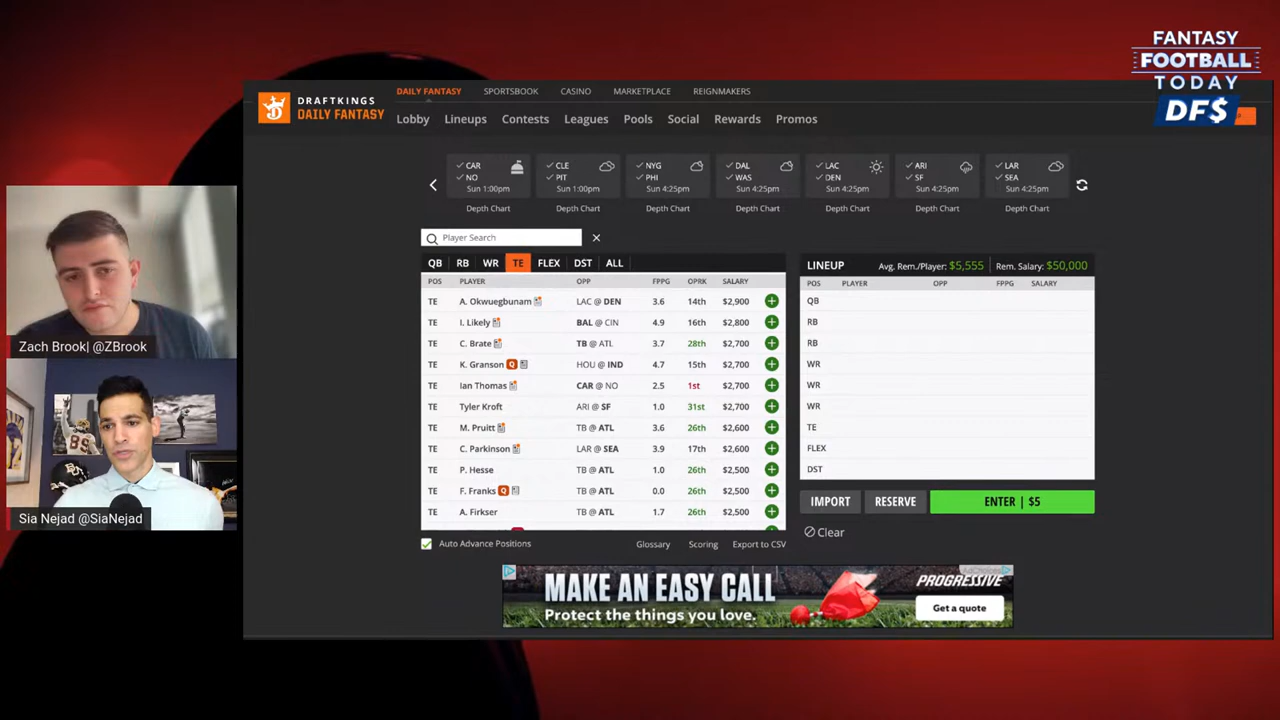 FANTASY
FOOTBALL
TODAY
DF$
DRAFTKINGS
DAILY FANTASY
DAILY FANTASY SPORTSBOOK CASINO MARKETPLACE REIGNMAKERS
Lobby Lineups Contests Leagues Pools Social Rewards Promos
CAR CLE NYG DAL LAC ARI LAR
NO PIT PHI WAS DEN SF SEA
Sun 1:00pm Sun 1:00pm Sun 4:25pm Sun 4:25pm Sun 4:25pm Sun 4:25pm Sun 4:25pm
Depth Chart Depth Chart Depth Chart Depth Chart Depth Chart Depth Chart Depth Chart
Player Search
QB RB WR TE FLEX DST ALL
POS PLAYER OPP FPPG OPRK SALARY
TE A. Okwuegbunam LAC @ DEN 3.6 14th $2,900
TE I. Likely BAL @ CIN 4.9 16th $2,800
TE C. Brate TB @ ATL 3.7 28th $2,700
TE K. Granson Q HOU @ IND 4.7 15th $2,700
TE Ian Thomas CAR @ NO 2.5 1st $2,700
TE Tyler Kroft ARI @ SF 1.0 31st $2,700
TE M. Pruitt TB @ ATL 3.6 26th $2,600
TE C. Parkinson LAR @ SEA 3.9 17th $2,600
TE P. Hesse TB @ ATL 1.0 26th $2,500
TE F. Franks Q TB @ ATL 0.0 26th $2,500
TE A. Firkser TB @ ATL 1.7 26th $2,500
Auto Advance Positions Glossary Scoring Export to CSV
LINEUP Avg. Rem./Player: $5,555 Rem. Salary: $50,000
POS PLAYER OPP FPPG SALARY
QB
RB
RB
WR
WR
WR
TE
FLEX
DST
IMPORT RESERVE ENTER | $5
Clear
Zach Brook| @ZBrook
89
Sia Nejad @SiaNejad
MAKE AN EASY CALL
Protect the things you love.
PROGRESSIVE
Get a quote